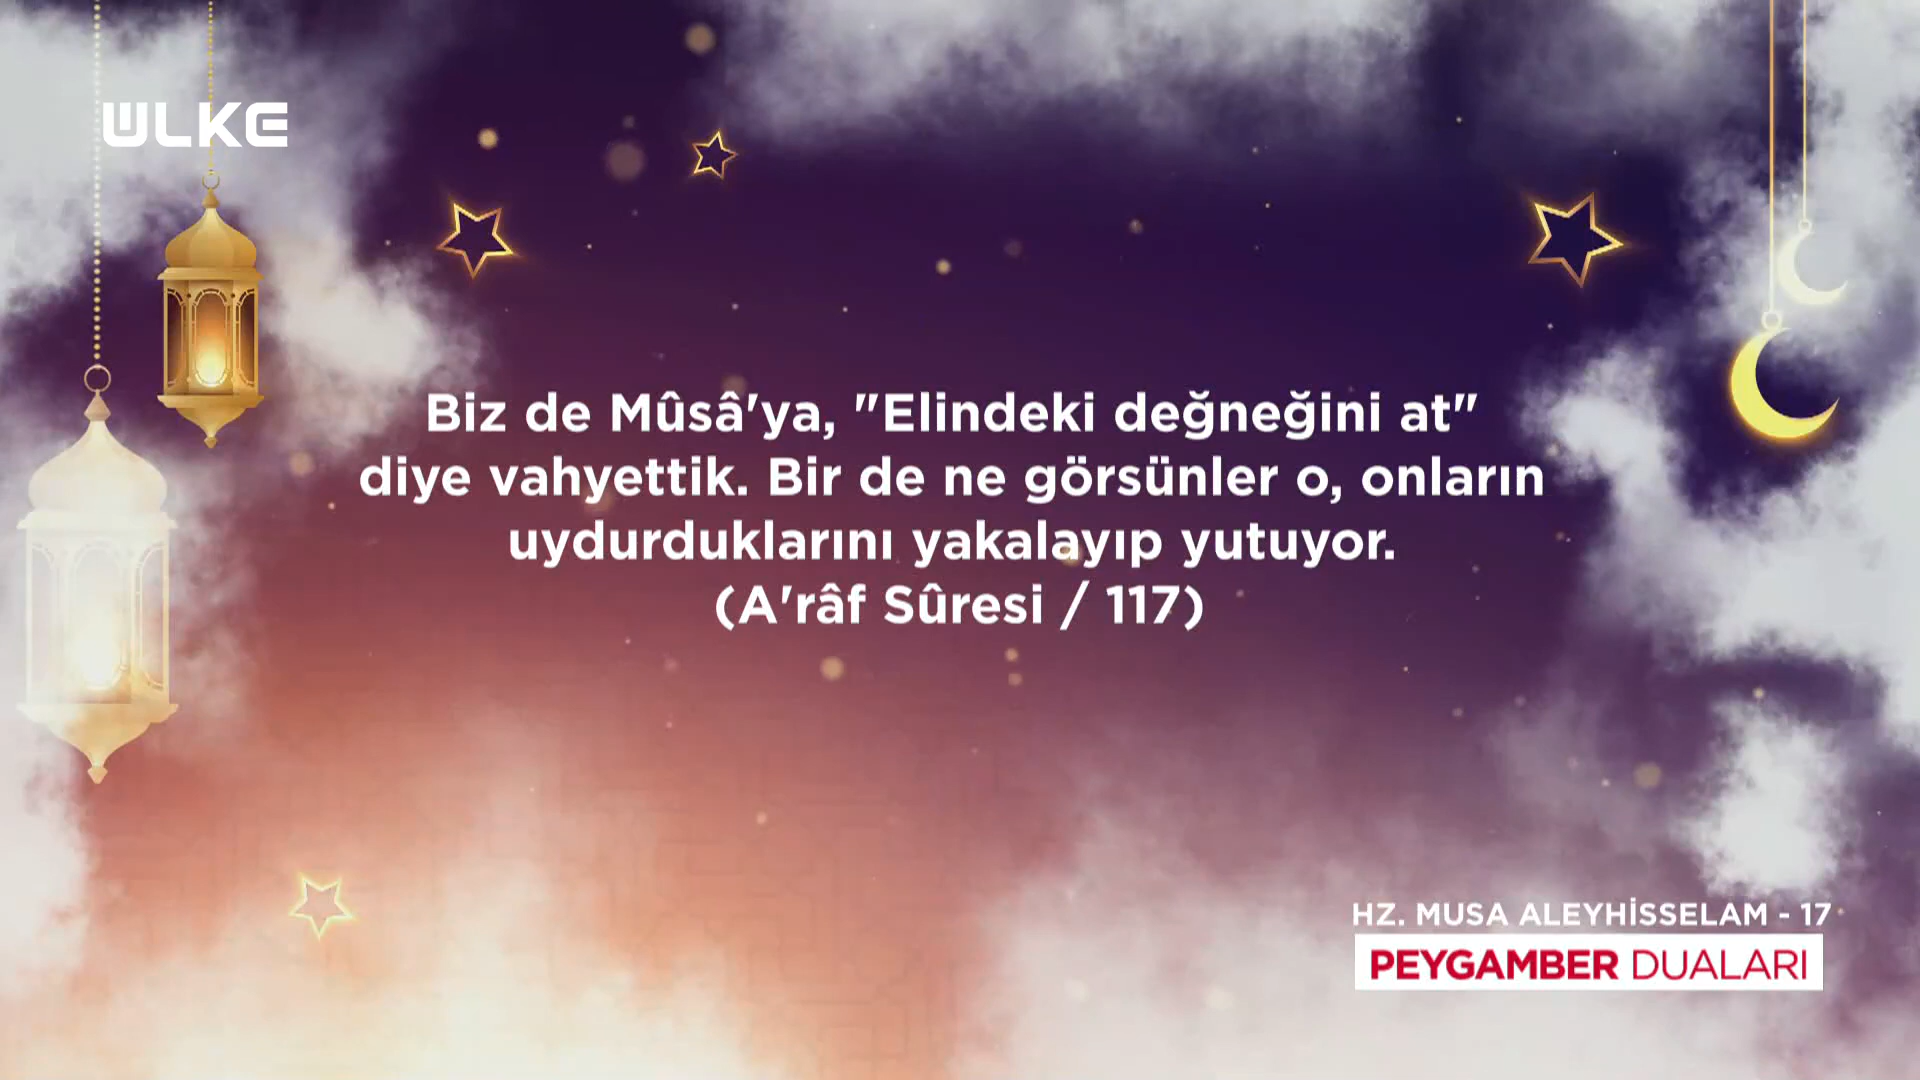 ULKE
Biz de Mûsâ'ya, "Elindeki değneğini at"
diye vahyettik. Bir de ne görsünler o, onların
uydurduklarını yakalayıp yutuyor.
(A'râf Sûresi / 117)
HZ. MUSA ALEYHİSSELAM - 17
PEYGAMBER DUALARI